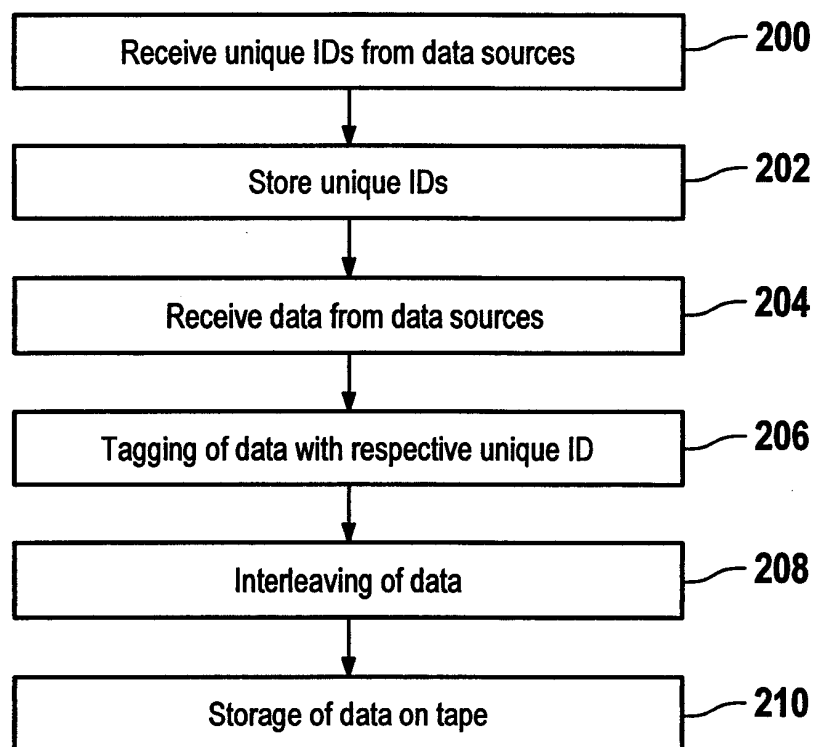 Receive unique IDs from data sources 200
Store unique IDs 202
Receive data from data sources 204
Tagging of data with respective unique ID 206
Interleaving of data 208
Storage of data on tape 210